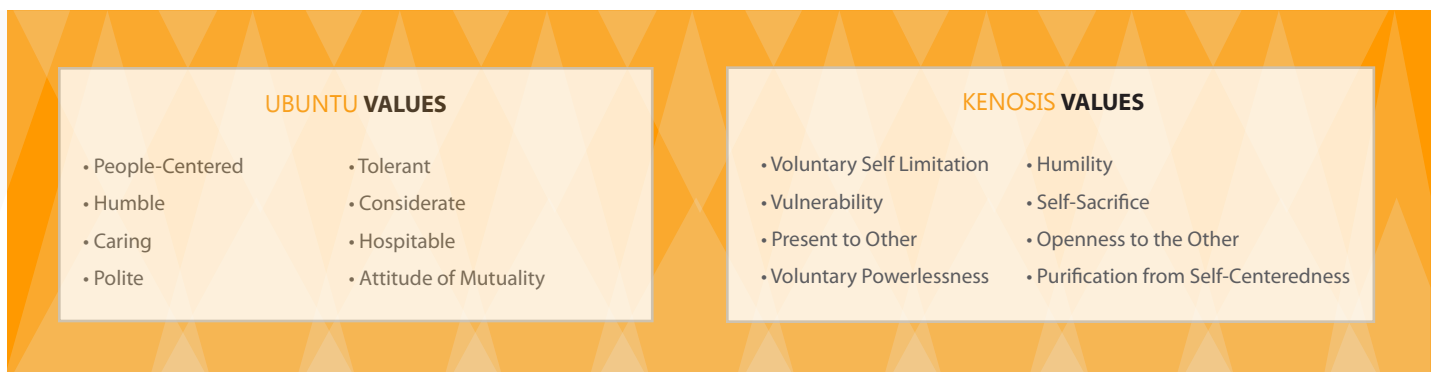 UBUNTU VALUES
• People-Centered
• Humble
• Caring
• Polite
• Tolerant
• Considerate
• Hospitable
• Attitude of Mutuality
KENOSIS VALUES
• Voluntary Self Limitation
• Vulnerability
• Present to Other
• Voluntary Powerlessness
• Humility
• Self-Sacrifice
• Openness to the Other
• Purification from Self-Centeredness